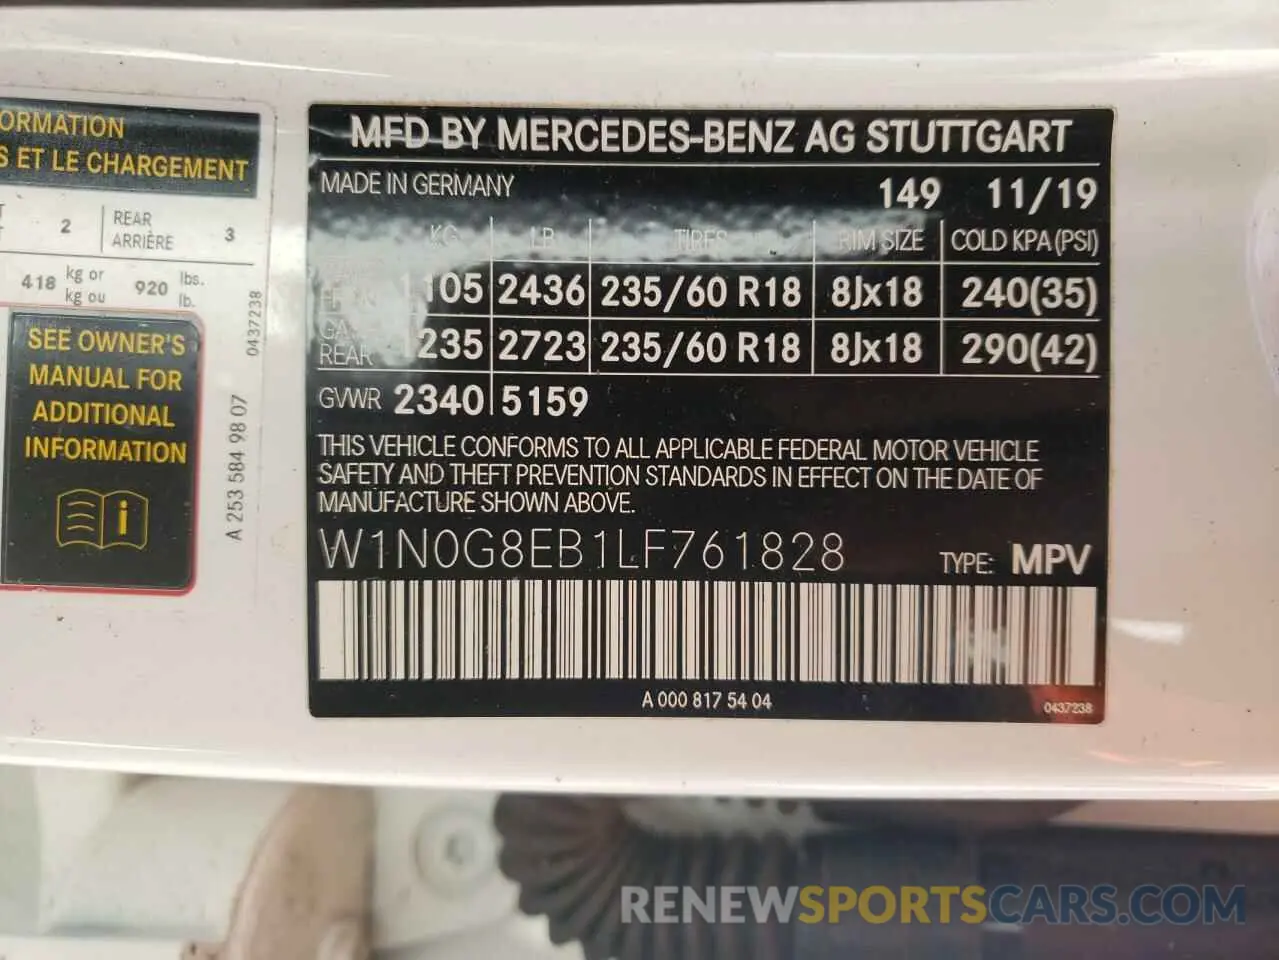 ORMATION
S ET LE CHARGEMENT
2 REAR ARRIÈRE 3
418 kg or kg ou 920 lbs. lb.
SEE OWNER'S
MANUAL FOR
ADDITIONAL
INFORMATION
0437238
A 253 584 98 07
MFD BY MERCEDES-BENZ AG STUTTGART
MADE IN GERMANY 149 11/19
KG LB TIRES RIM SIZE COLD KPA (PSI)
1105 2436 235/60 R18 8Jx18 240(35)
REAR 1235 2723 235/60 R18 8Jx18 290(42)
GVWR 2340 5159
THIS VEHICLE CONFORMS TO ALL APPLICABLE FEDERAL MOTOR VEHICLE
SAFETY AND THEFT PREVENTION STANDARDS IN EFFECT ON THE DATE OF
MANUFACTURE SHOWN ABOVE.
W1N0G8EB1LF761828 TYPE: MPV
A 000 817 54 04
0437238
RENEWSPORTSCARS.COM